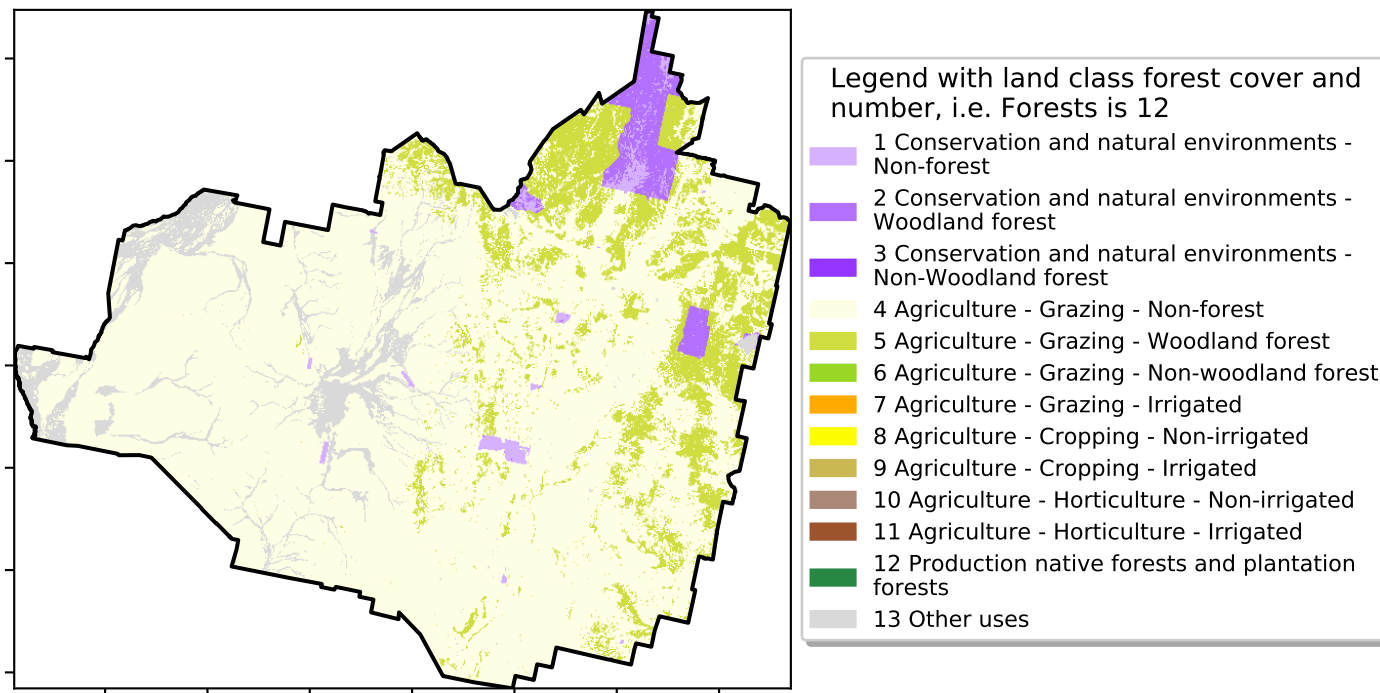 Legend with land class forest cover and
number, i.e. Forests is 12
1 Conservation and natural environments -
Non-forest
2 Conservation and natural environments -
Woodland forest
3 Conservation and natural environments -
Non-Woodland forest
4 Agriculture - Grazing - Non-forest
5 Agriculture - Grazing - Woodland forest
6 Agriculture - Grazing - Non-woodland forest
7 Agriculture - Grazing - Irrigated
8 Agriculture - Cropping - Non-irrigated
9 Agriculture - Cropping - Irrigated
10 Agriculture - Horticulture - Non-irrigated
11 Agriculture - Horticulture - Irrigated
12 Production native forests and plantation
forests
13 Other uses